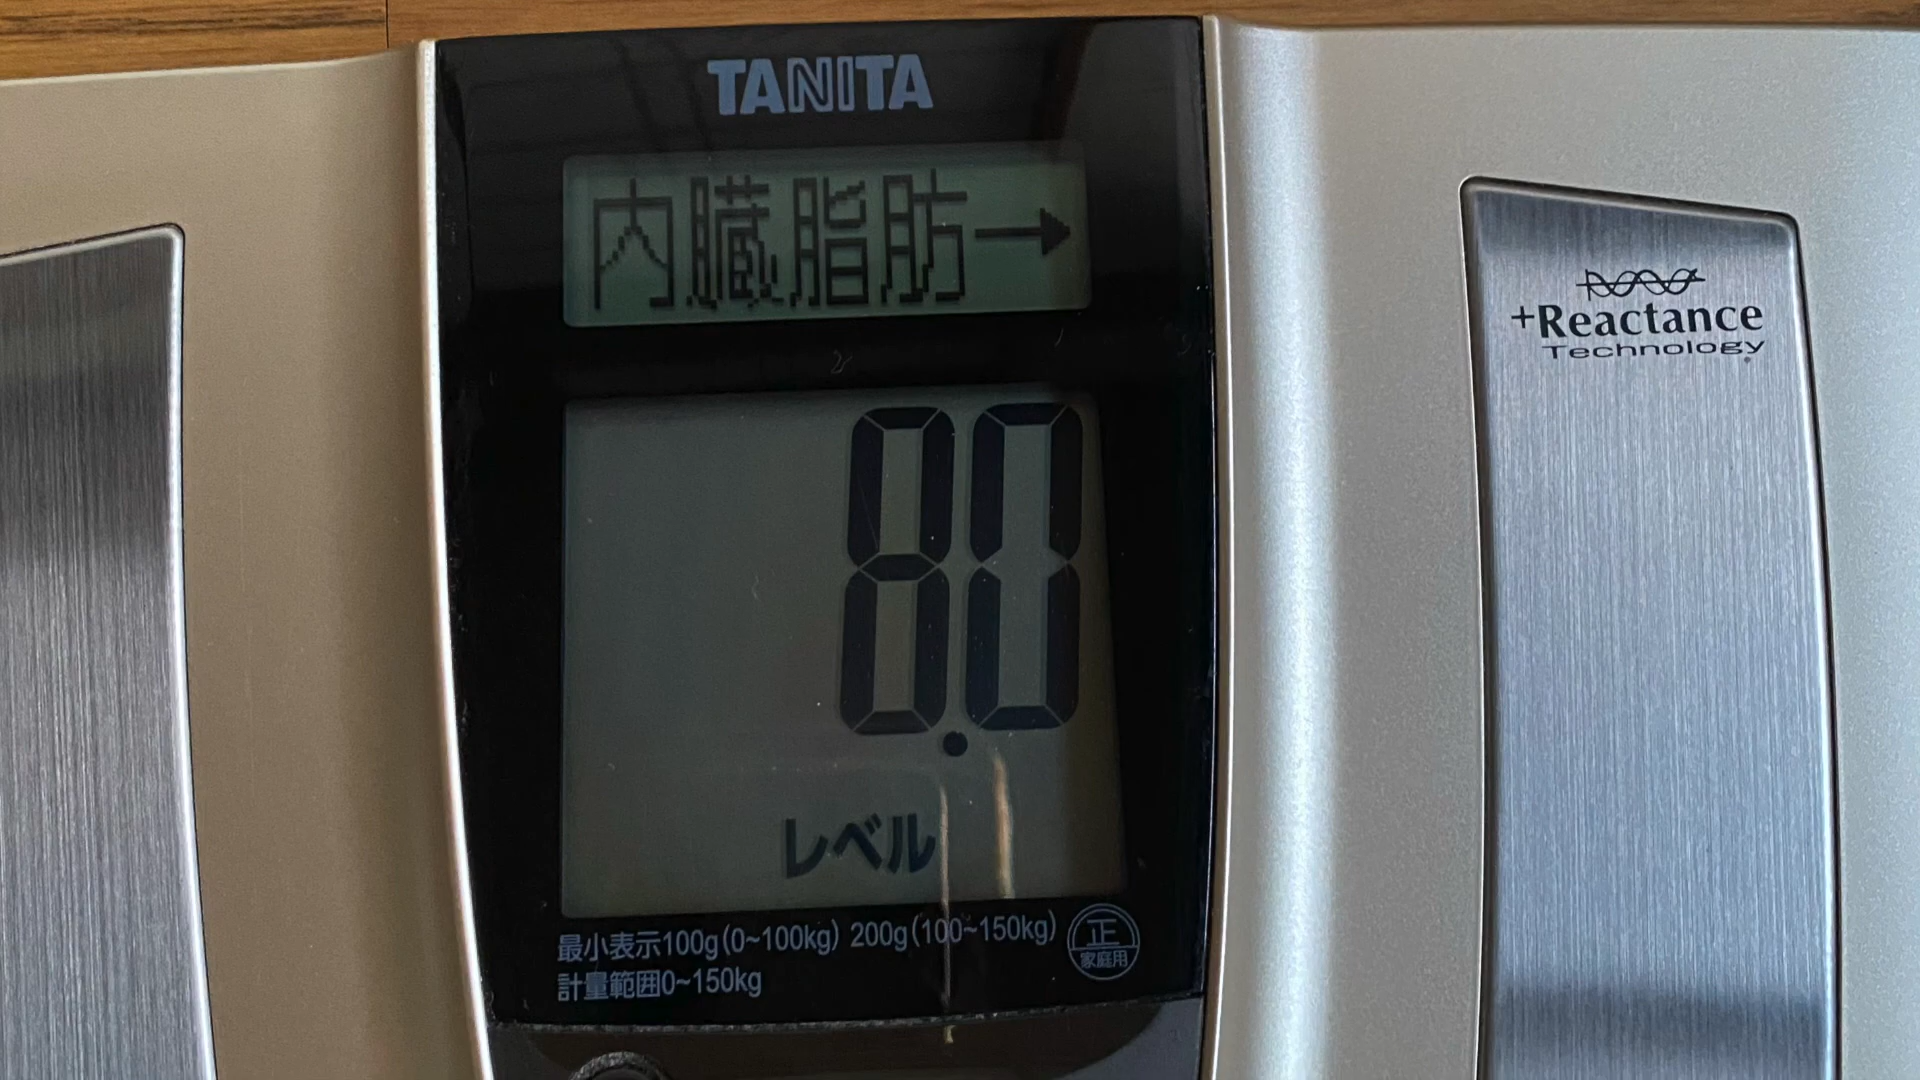 TANITA
内臓脂肪→
8.0
レベル
最小表示100g(0~100kg) 200g(100~150kg)
計量範囲0~150kg
正
家庭用
+Reactance
Technology